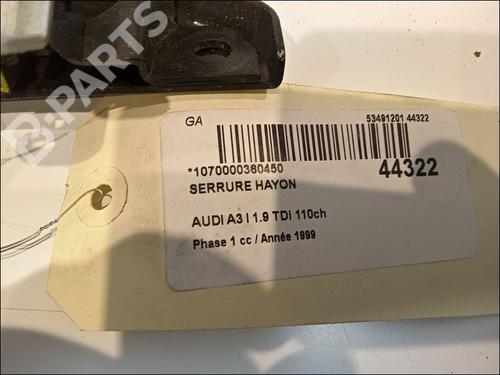 B-PARTS
GA
53491201 44322
*1070000360450
44322
SERRURE HAYON
AUDI A3 I 1.9 TDi 110ch
Phase 1 cc / Année 1999